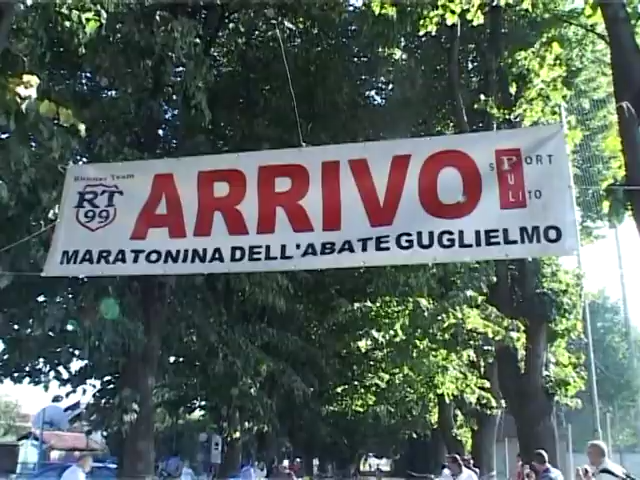 Runner Team
RT
99
ARRIVO
SPORT
PULITO
MARATONINA DELL'ABATE GUGLIELMO